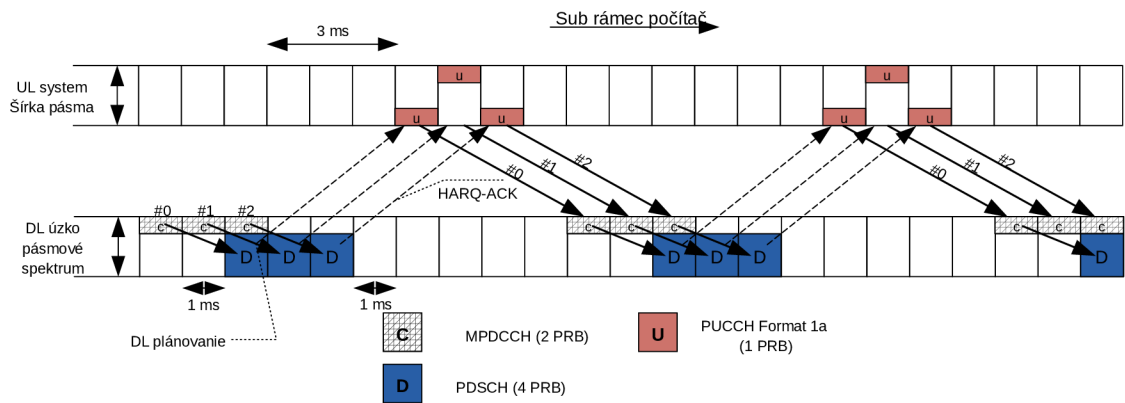 Sub rámec počítač
3 ms
UL system
Šírka pásma
u
u
u
u
u
u
#0
#1
#2
#0
#1
#2
HARQ-ACK
#0
#1
#2
DL úzko
pásmové
spektrum
c
c
c
c
c
c
c
c
c
D
D
D
D
D
D
D
1 ms
1 ms
DL plánovanie
C
MPDCCH (2 PRB)
U
PUCCH Format 1a
(1 PRB)
D
PDSCH (4 PRB)